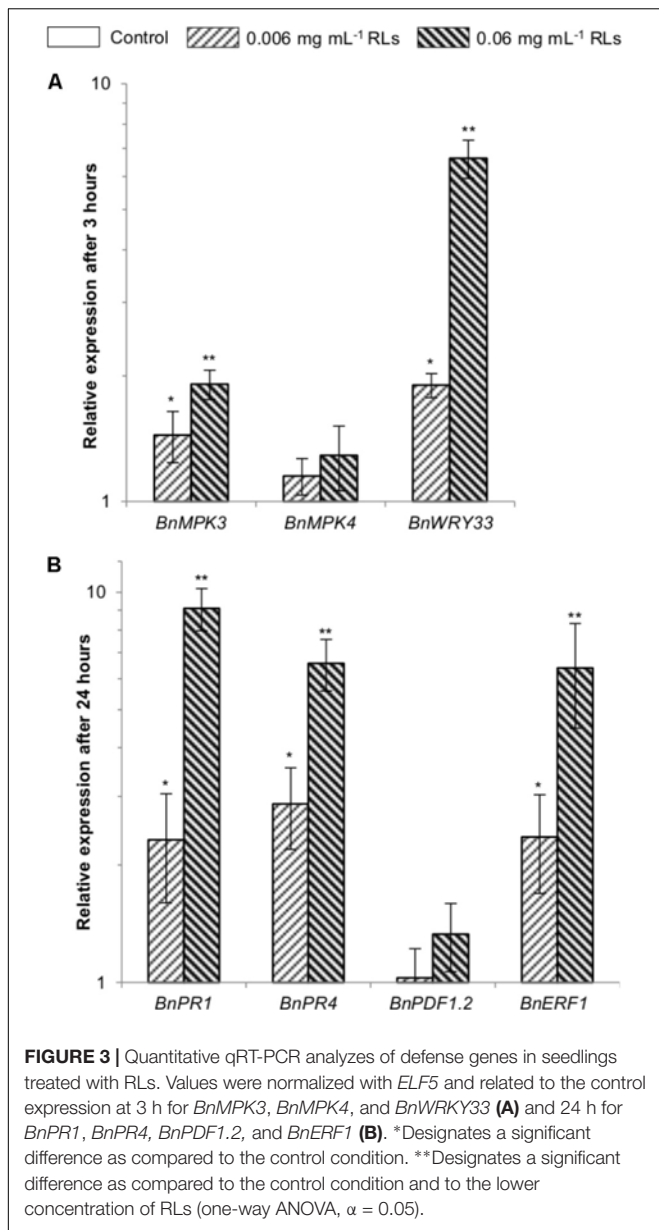 Control 0.006 mg mL⁻¹ RLs 0.06 mg mL⁻¹ RLs
A
Relative expression after 3 hours
10
1
* ** * **
BnMPK3 BnMPK4 BnWRY33
B
Relative expression after 24 hours
10
1
* ** * ** * **
BnPR1 BnPR4 BnPDF1.2 BnERF1
FIGURE 3 | Quantitative qRT-PCR analyzes of defense genes in seedlings
treated with RLs. Values were normalized with ELF5 and related to the control
expression at 3 h for BnMPK3, BnMPK4, and BnWRKY33 (A) and 24 h for
BnPR1, BnPR4, BnPDF1.2, and BnERF1 (B). *Designates a significant
difference as compared to the control condition. **Designates a significant
difference as compared to the control condition and to the lower
concentration of RLs (one-way ANOVA, α = 0.05).